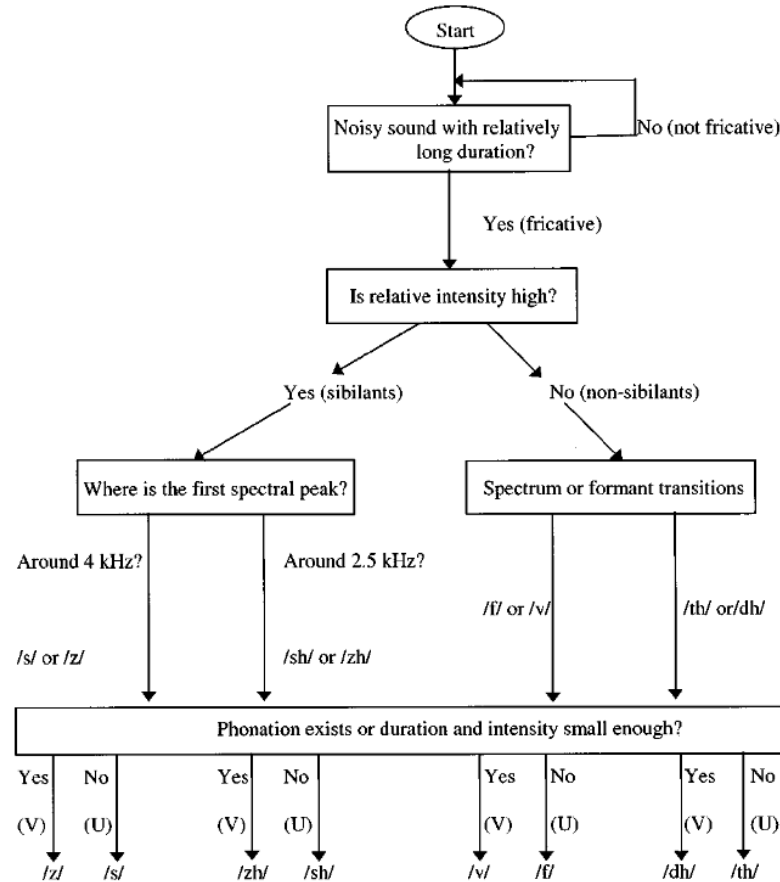 Start
Noisy sound with relatively
long duration?
No (not fricative)
Yes (fricative)
Is relative intensity high?
Yes (sibilants)
No (non-sibilants)
Where is the first spectral peak?
Spectrum or formant transitions
Around 4 kHz?
Around 2.5 kHz?
/f/ or /v/
/th/ or/dh/
/s/ or /z/
/sh/ or /zh/
Phonation exists or duration and intensity small enough?
Yes No Yes No Yes No Yes No
(V) (U) (V) (U) (V) (U) (V) (U)
/z/ /s/ /zh/ /sh/ /v/ /f/ /dh/ /th/